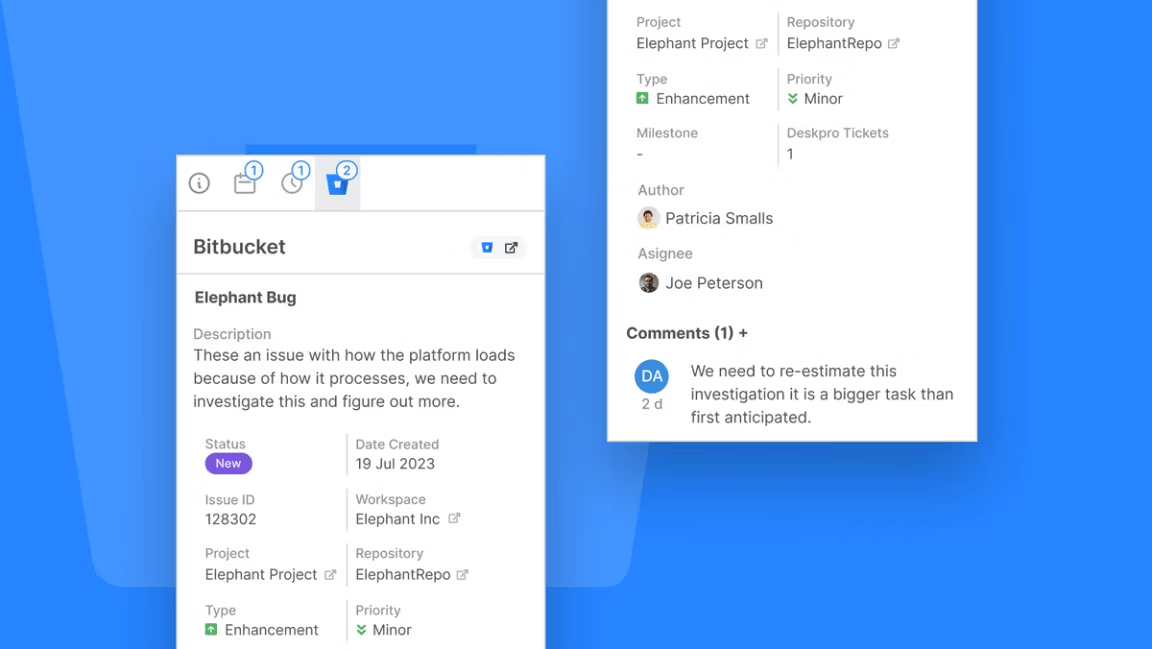 1
1
2
Bitbucket
Elephant Bug
Description
These an issue with how the platform loads
because of how it processes, we need to
investigate this and figure out more.
Status
New
Date Created
19 Jul 2023
Issue ID
128302
Workspace
Elephant Inc
Project
Elephant Project
Repository
ElephantRepo
Type
Enhancement
Priority
Minor
Project
Elephant Project
Repository
ElephantRepo
Type
Enhancement
Priority
Minor
Milestone
-
Deskpro Tickets
1
Author
Patricia Smalls
Asignee
Joe Peterson
Comments (1) +
DA
2 d
We need to re-estimate this
investigation it is a bigger task than
first anticipated.